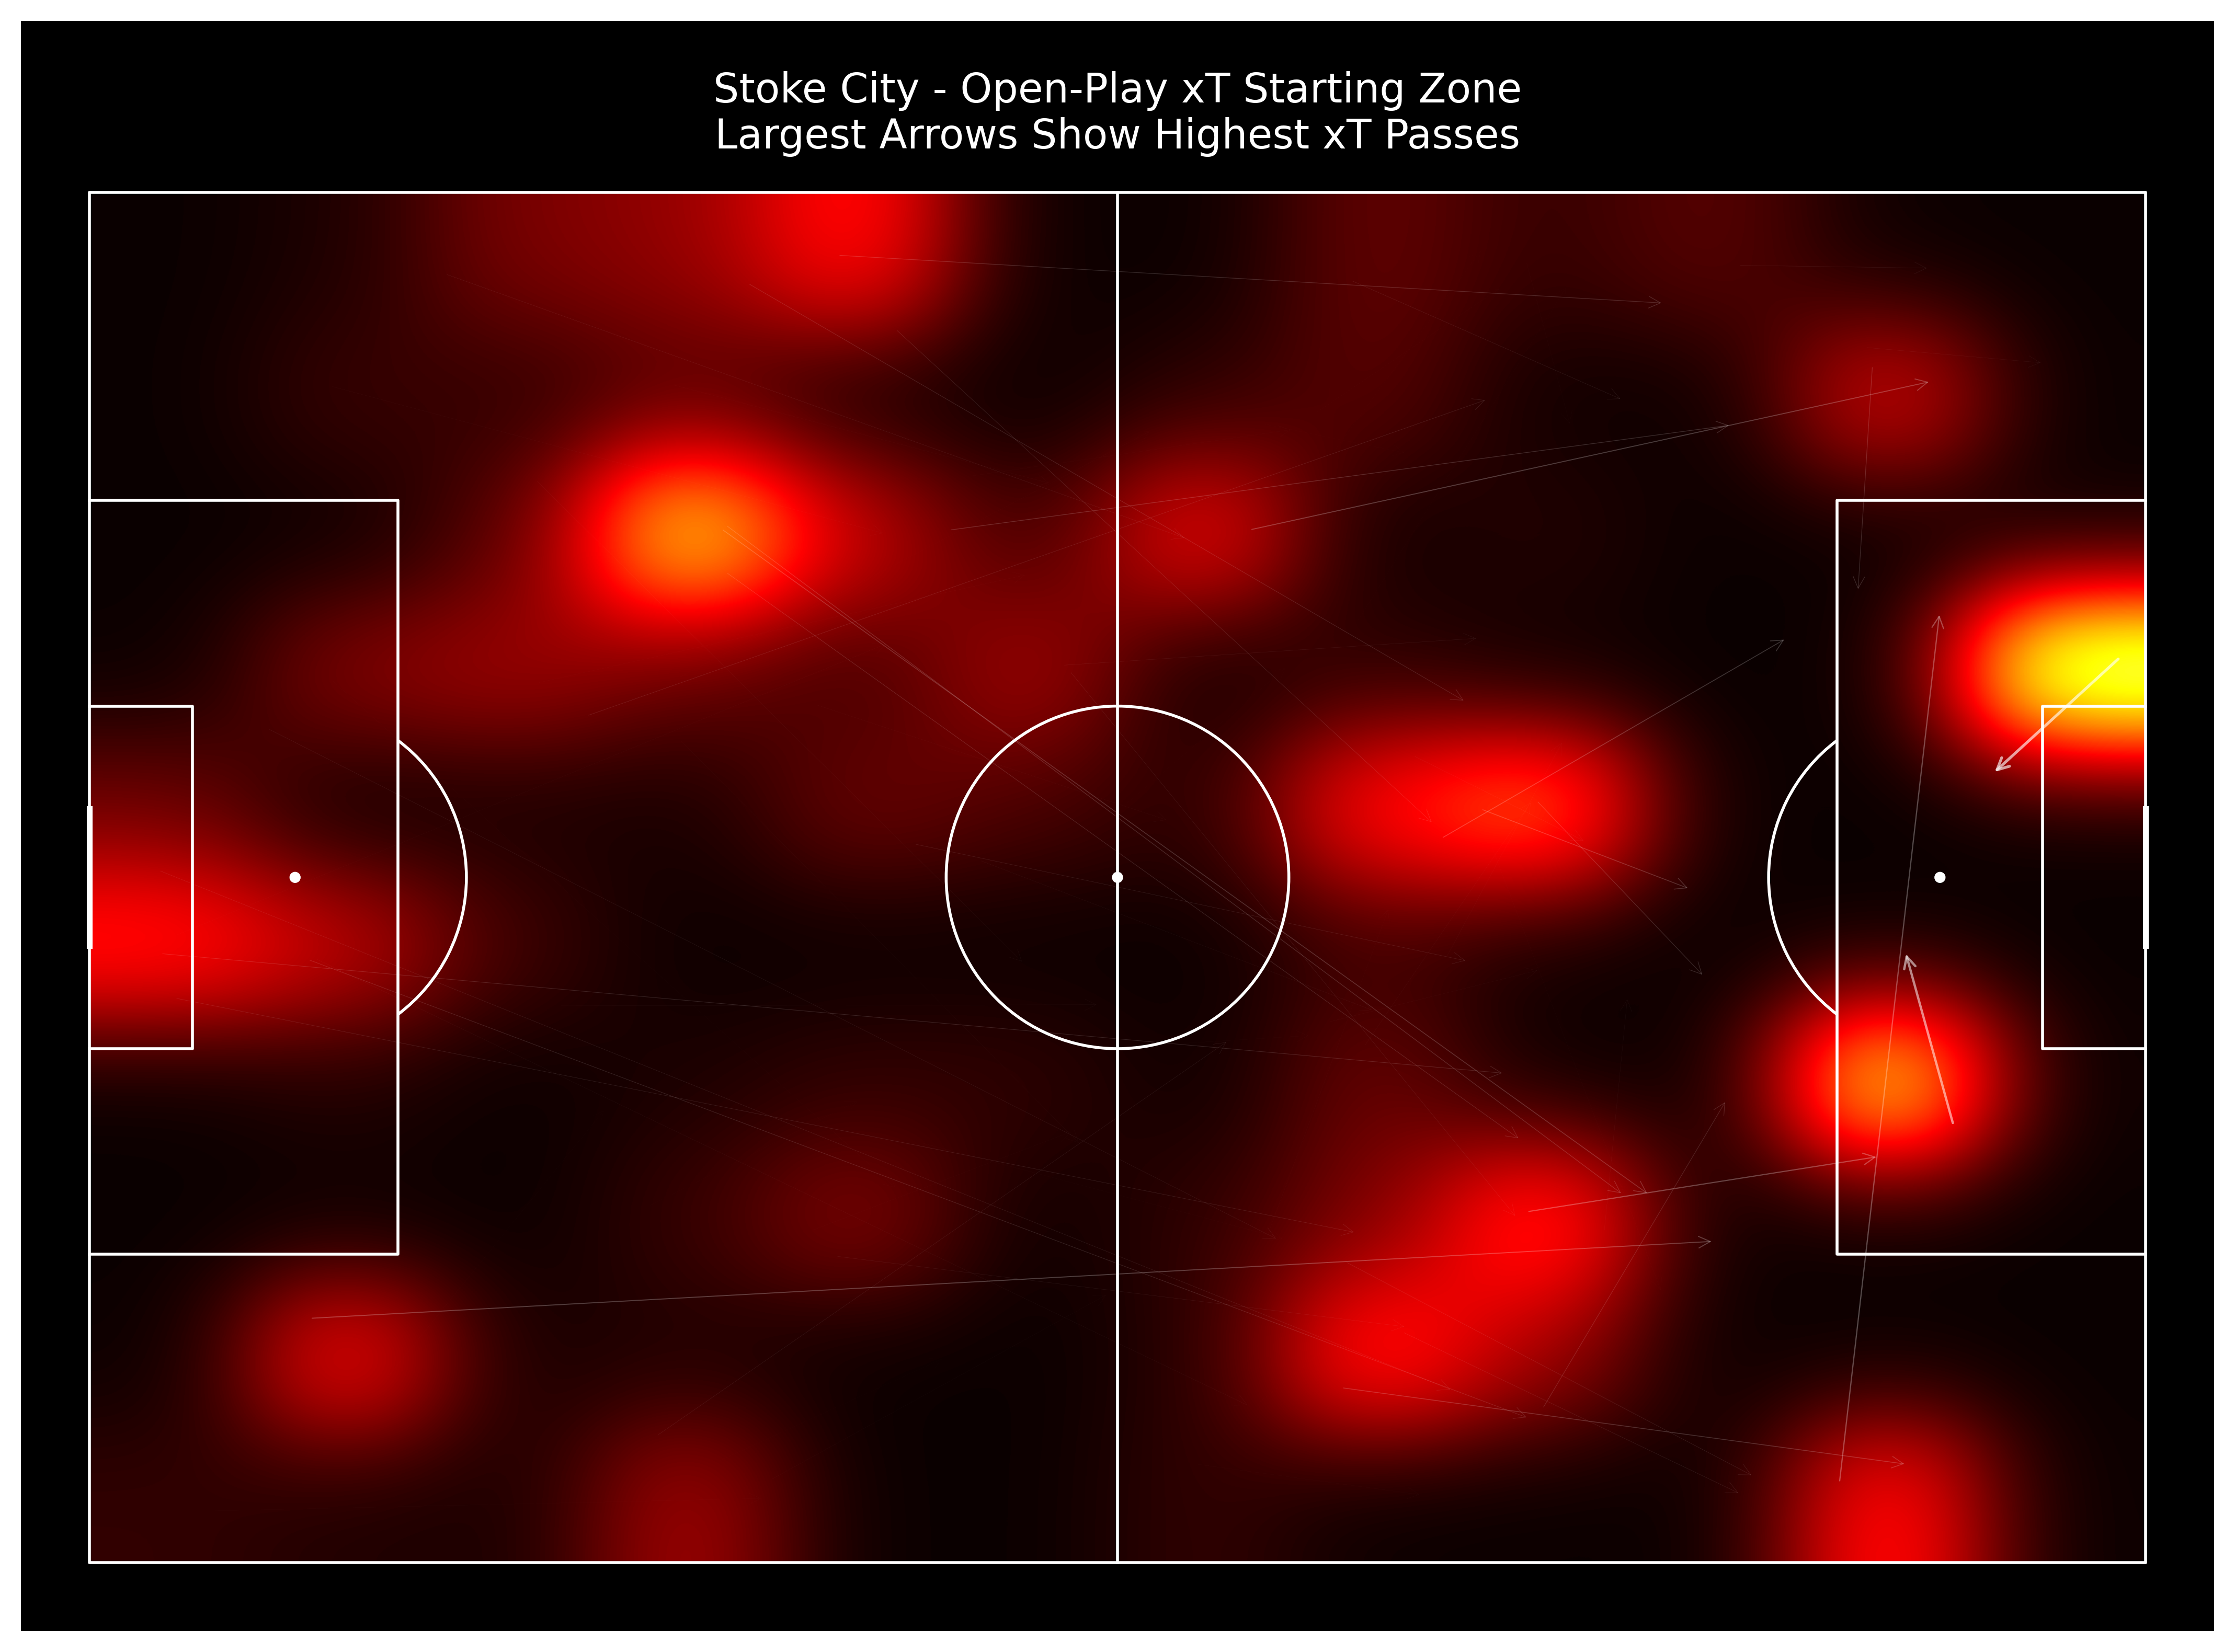 Stoke City - Open-Play xT Starting Zone
Largest Arrows Show Highest xT Passes